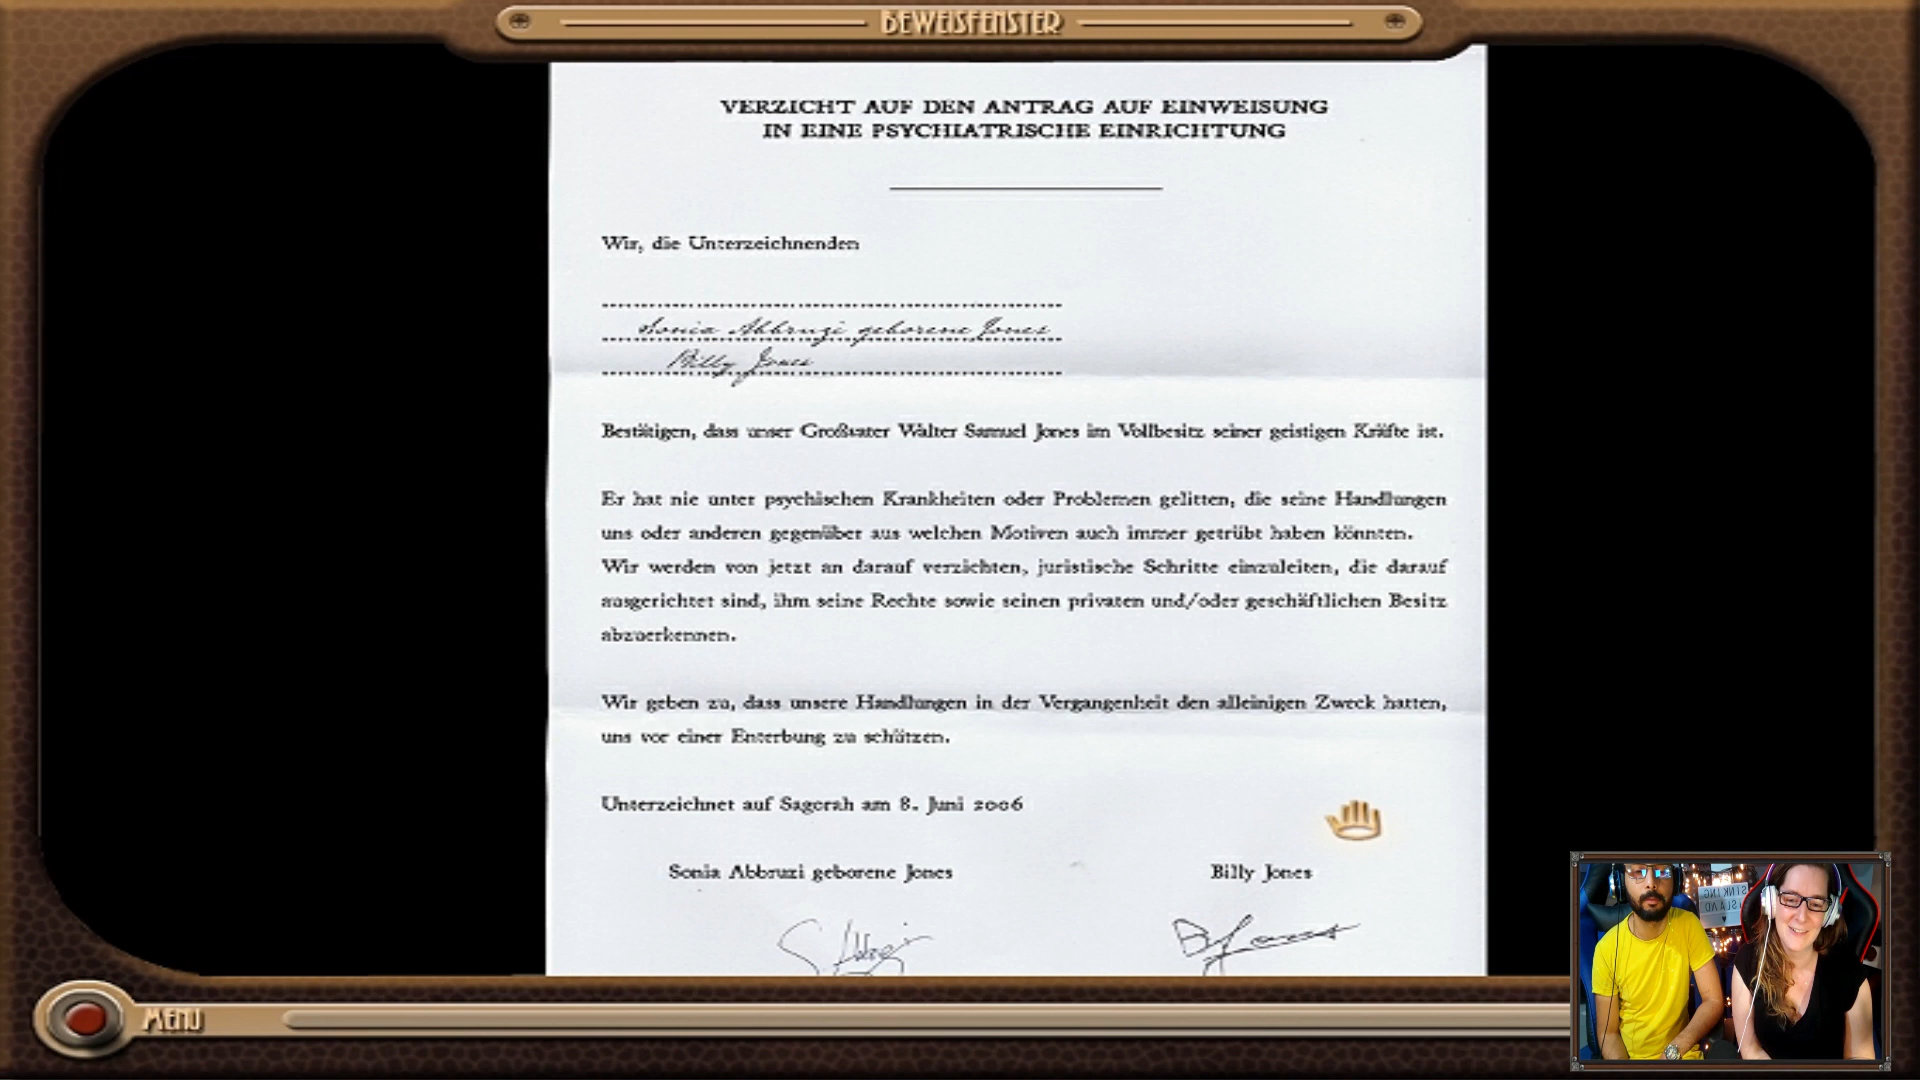 BEWEISFENSTER
VERZICHT AUF DEN ANTRAG AUF EINWEISUNG
IN EINE PSYCHIATRISCHE EINRICHTUNG
Wir, die Unterzeichnenden
Sonia Abbruzi geborene Jones
Billy Jones
Bestätigen, dass unser Großvater Walter Samuel Jones im Vollbesitz seiner geistigen Kräfte ist.
Er hat nie unter psychischen Krankheiten oder Problemen gelitten, die seine Handlungen
uns oder anderen gegenüber aus welchen Motiven auch immer getrübt haben könnten.
Wir werden von jetzt an darauf verzichten, juristische Schritte einzuleiten, die darauf
ausgerichtet sind, ihm seine Rechte sowie seinen privaten und/oder geschäftlichen Besitz
abzuerkennen.
Wir geben zu, dass unsere Handlungen in der Vergangenheit den alleinigen Zweck hatten,
uns vor einer Enterbung zu schützen.
Unterzeichnet auf Sagorah am 8. Juni 2006
Sonia Abbruzi geborene Jones Billy Jones
S. Abbruzi B Jones
MENU
SINKING
ISLAND